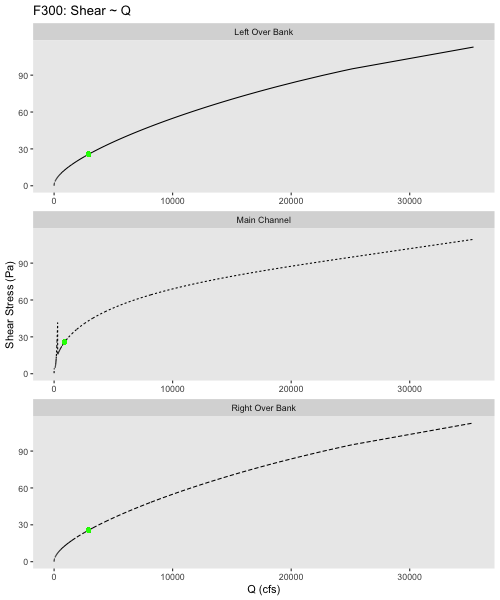 F300: Shear ~ Q
Left Over Bank
90
60
30
0
0 10000 20000 30000
Main Channel
Shear Stress (Pa)
90
60
30
0
0 10000 20000 30000
Right Over Bank
90
60
30
0
0 10000 20000 30000
Q (cfs)